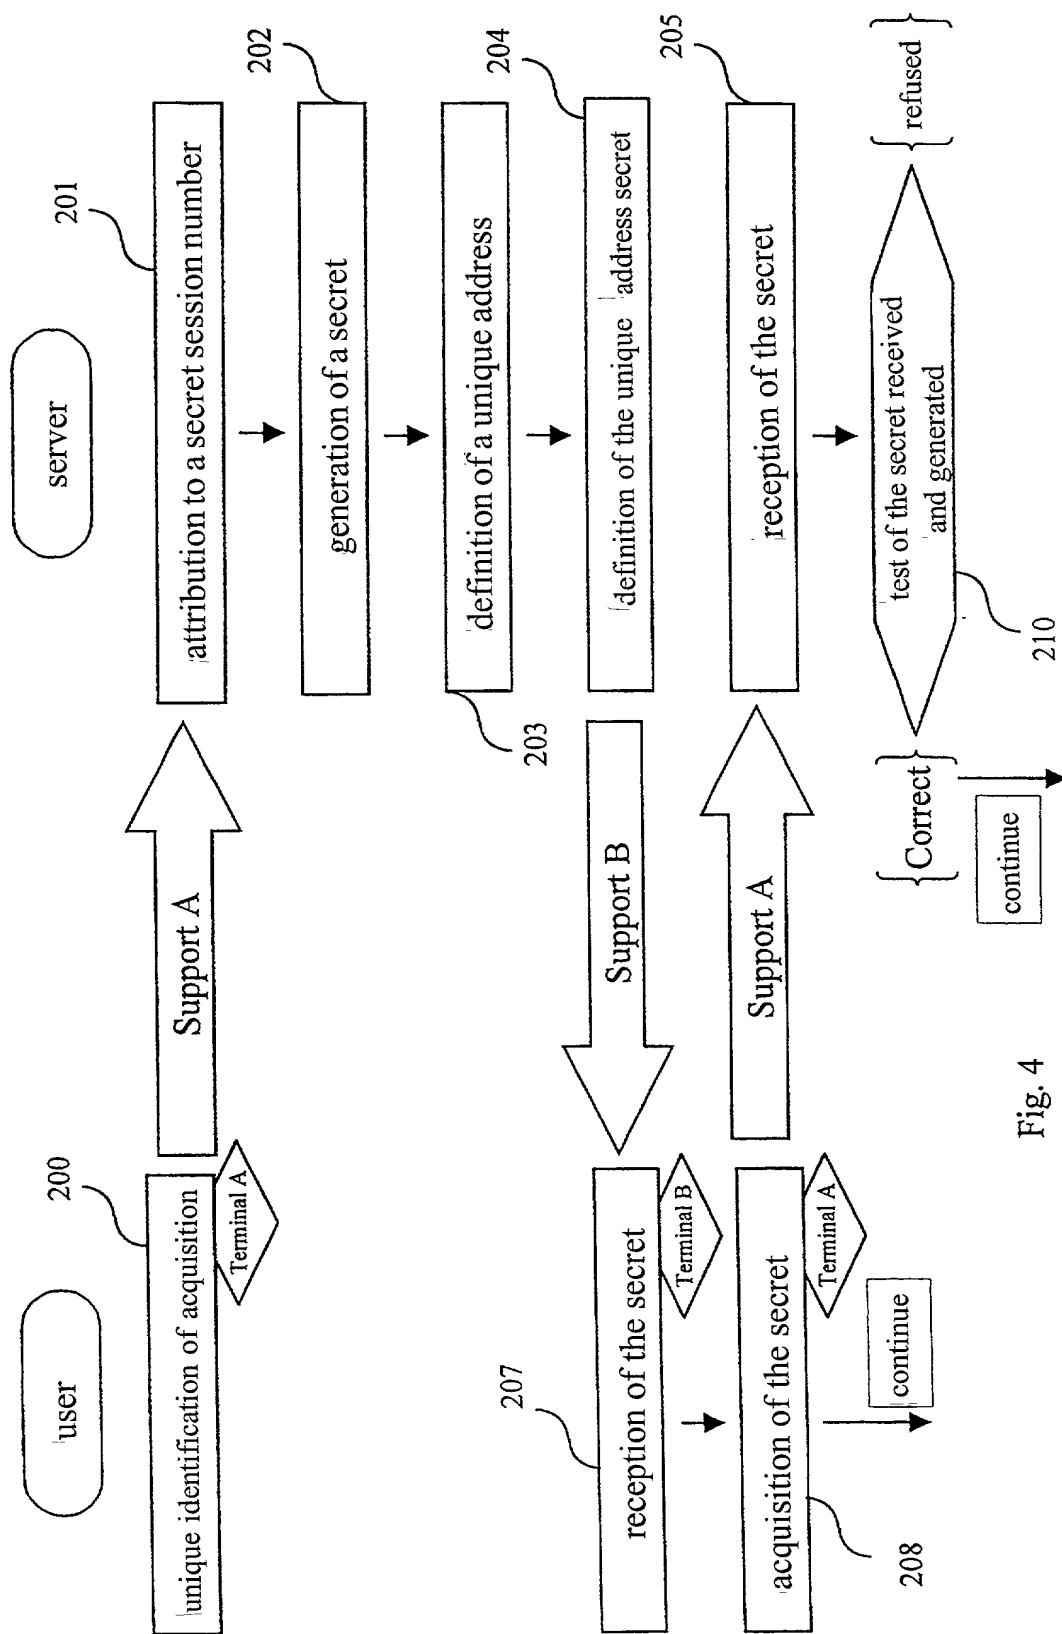 user
server
200
unique identification of acquisition
Terminal A
Support A
201
attribution to a secret session number
202
generation of a secret
203
definition of a unique address
204
definition of the unique address secret
Support B
207
reception of the secret
Terminal B
208
acquisition of the secret
Terminal A
continue
Support A
205
reception of the secret
test of the secret received
and generated
210
Correct
continue
refused
Fig. 4